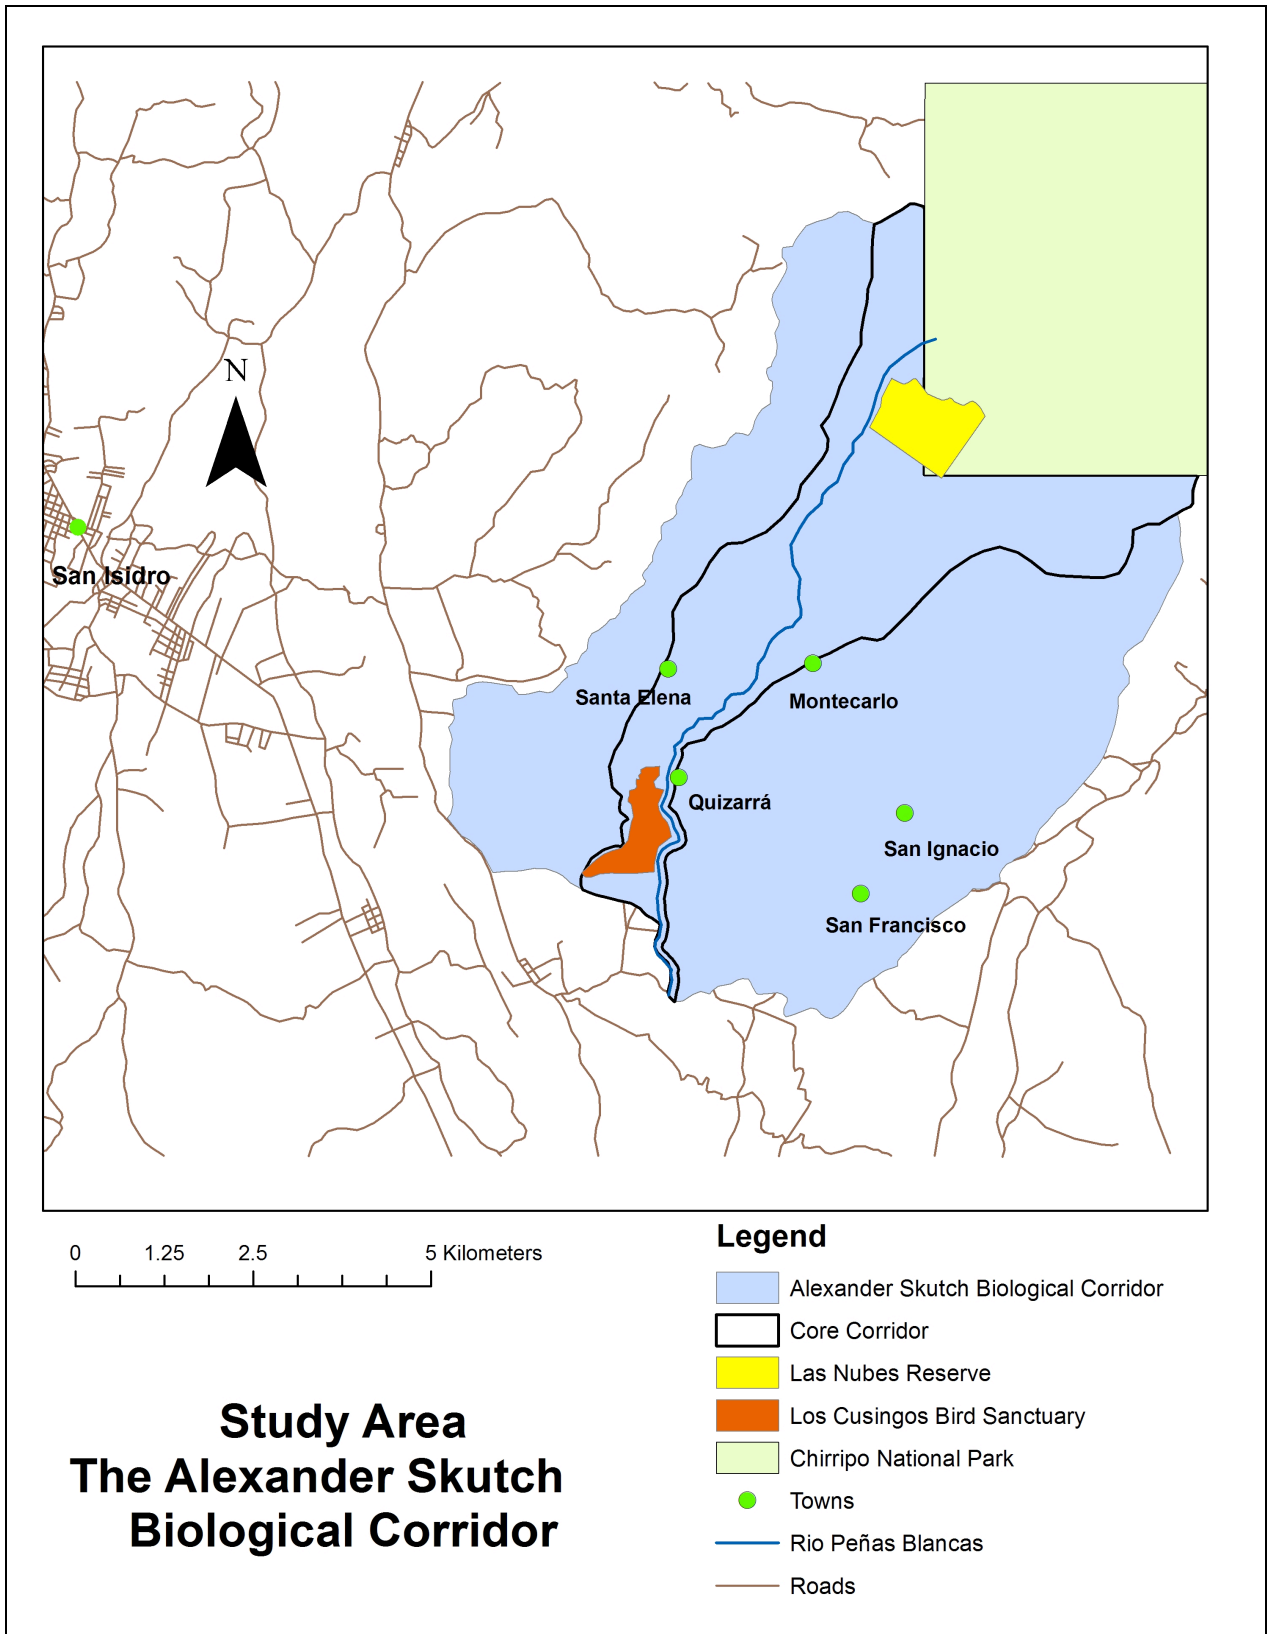 N
San Isidro
Santa Elena
Montecarlo
Quizarrá
San Ignacio
San Francisco
0 1.25 2.5 5 Kilometers
Legend
Alexander Skutch Biological Corridor
Core Corridor
Las Nubes Reserve
Los Cusingos Bird Sanctuary
Chirripo National Park
Towns
Rio Peñas Blancas
Roads
Study Area
The Alexander Skutch
Biological Corridor